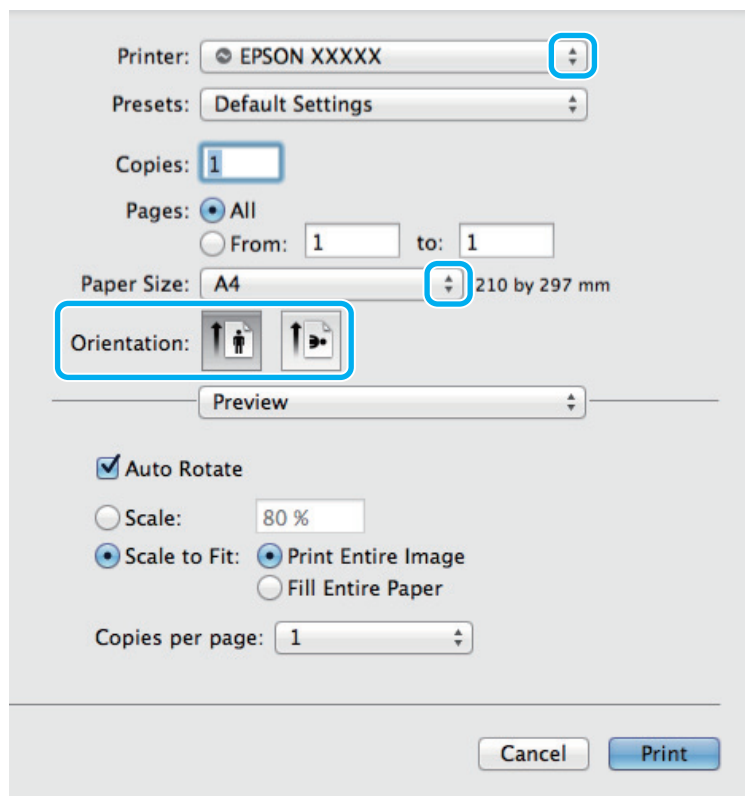 Printer: EPSON XXXXX
Presets: Default Settings
Copies: 1
Pages: All
From: 1 to: 1
Paper Size: A4 210 by 297 mm
Orientation:
Preview
Auto Rotate
Scale: 80 %
Scale to Fit: Print Entire Image
Fill Entire Paper
Copies per page: 1
Cancel Print